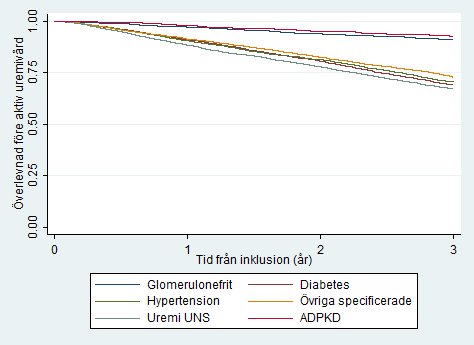 Överlevnad före aktiv uremivård
1.00
0.75
0.50
0.25
0.00
0 1 2 3
Tid från inklusion (år)
Glomerulonefrit Diabetes
Hypertension Övriga specificerade
Uremi UNS ADPKD